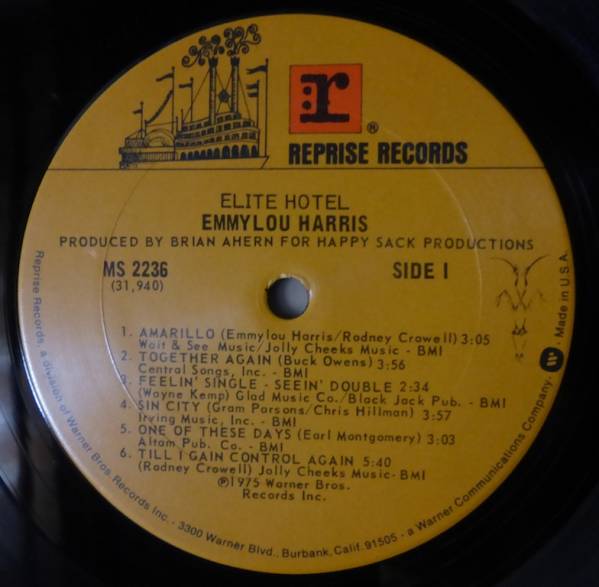 r®
REPRISE RECORDS
ELITE HOTEL
EMMYLOU HARRIS
PRODUCED BY BRIAN AHERN FOR HAPPY SACK PRODUCTIONS
MS 2236
(31,940)
SIDE I
1. AMARILLO (Emmylou Harris/Rodney Crowell) 3:05
Wait & See Music/Jolly Cheeks Music - BMI
2. TOGETHER AGAIN (Buck Owens) 3:56
Central Songs, Inc. - BMI
3. FEELIN' SINGLE - SEEIN' DOUBLE 2:34
(Wayne Kemp) Glad Music Co./Black Jack Pub. - BMI
4. SIN CITY (Gram Parsons/Chris Hillman) 3:57
Irving Music, Inc. - BMI
5. ONE OF THESE DAYS (Earl Montgomery) 3:03
Altam Pub. Co. - BMI
6. TILL I GAIN CONTROL AGAIN 5:40
(Rodney Crowell) Jolly Cheeks Music - BMI
℗1975 Warner Bros.
Records Inc.
Reprise Records, a division of Warner Bros. Records Inc. · 3300 Warner Blvd., Burbank, Calif. 91505 · a Warner Communications Company · Made in U.S.A.